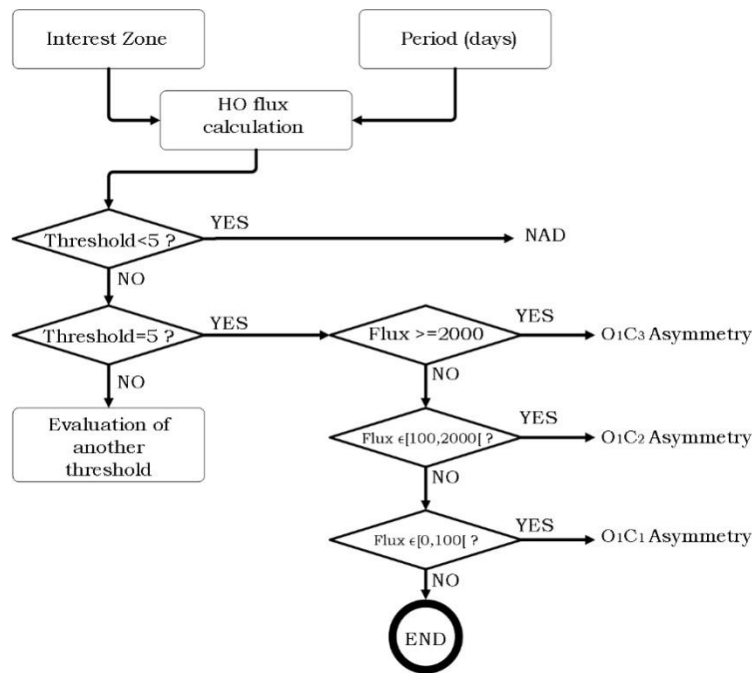 Interest Zone
Period (days)
HO flux
calculation
Threshold<5 ?
YES
NAD
NO
Threshold=5 ?
YES
Flux >=2000
YES
O1C3 Asymmetry
NO
NO
Evaluation of
another
threshold
Flux ϵ[100,2000[ ?
YES
O1C2 Asymmetry
NO
Flux ϵ[0,100[ ?
YES
O1C1 Asymmetry
NO
END